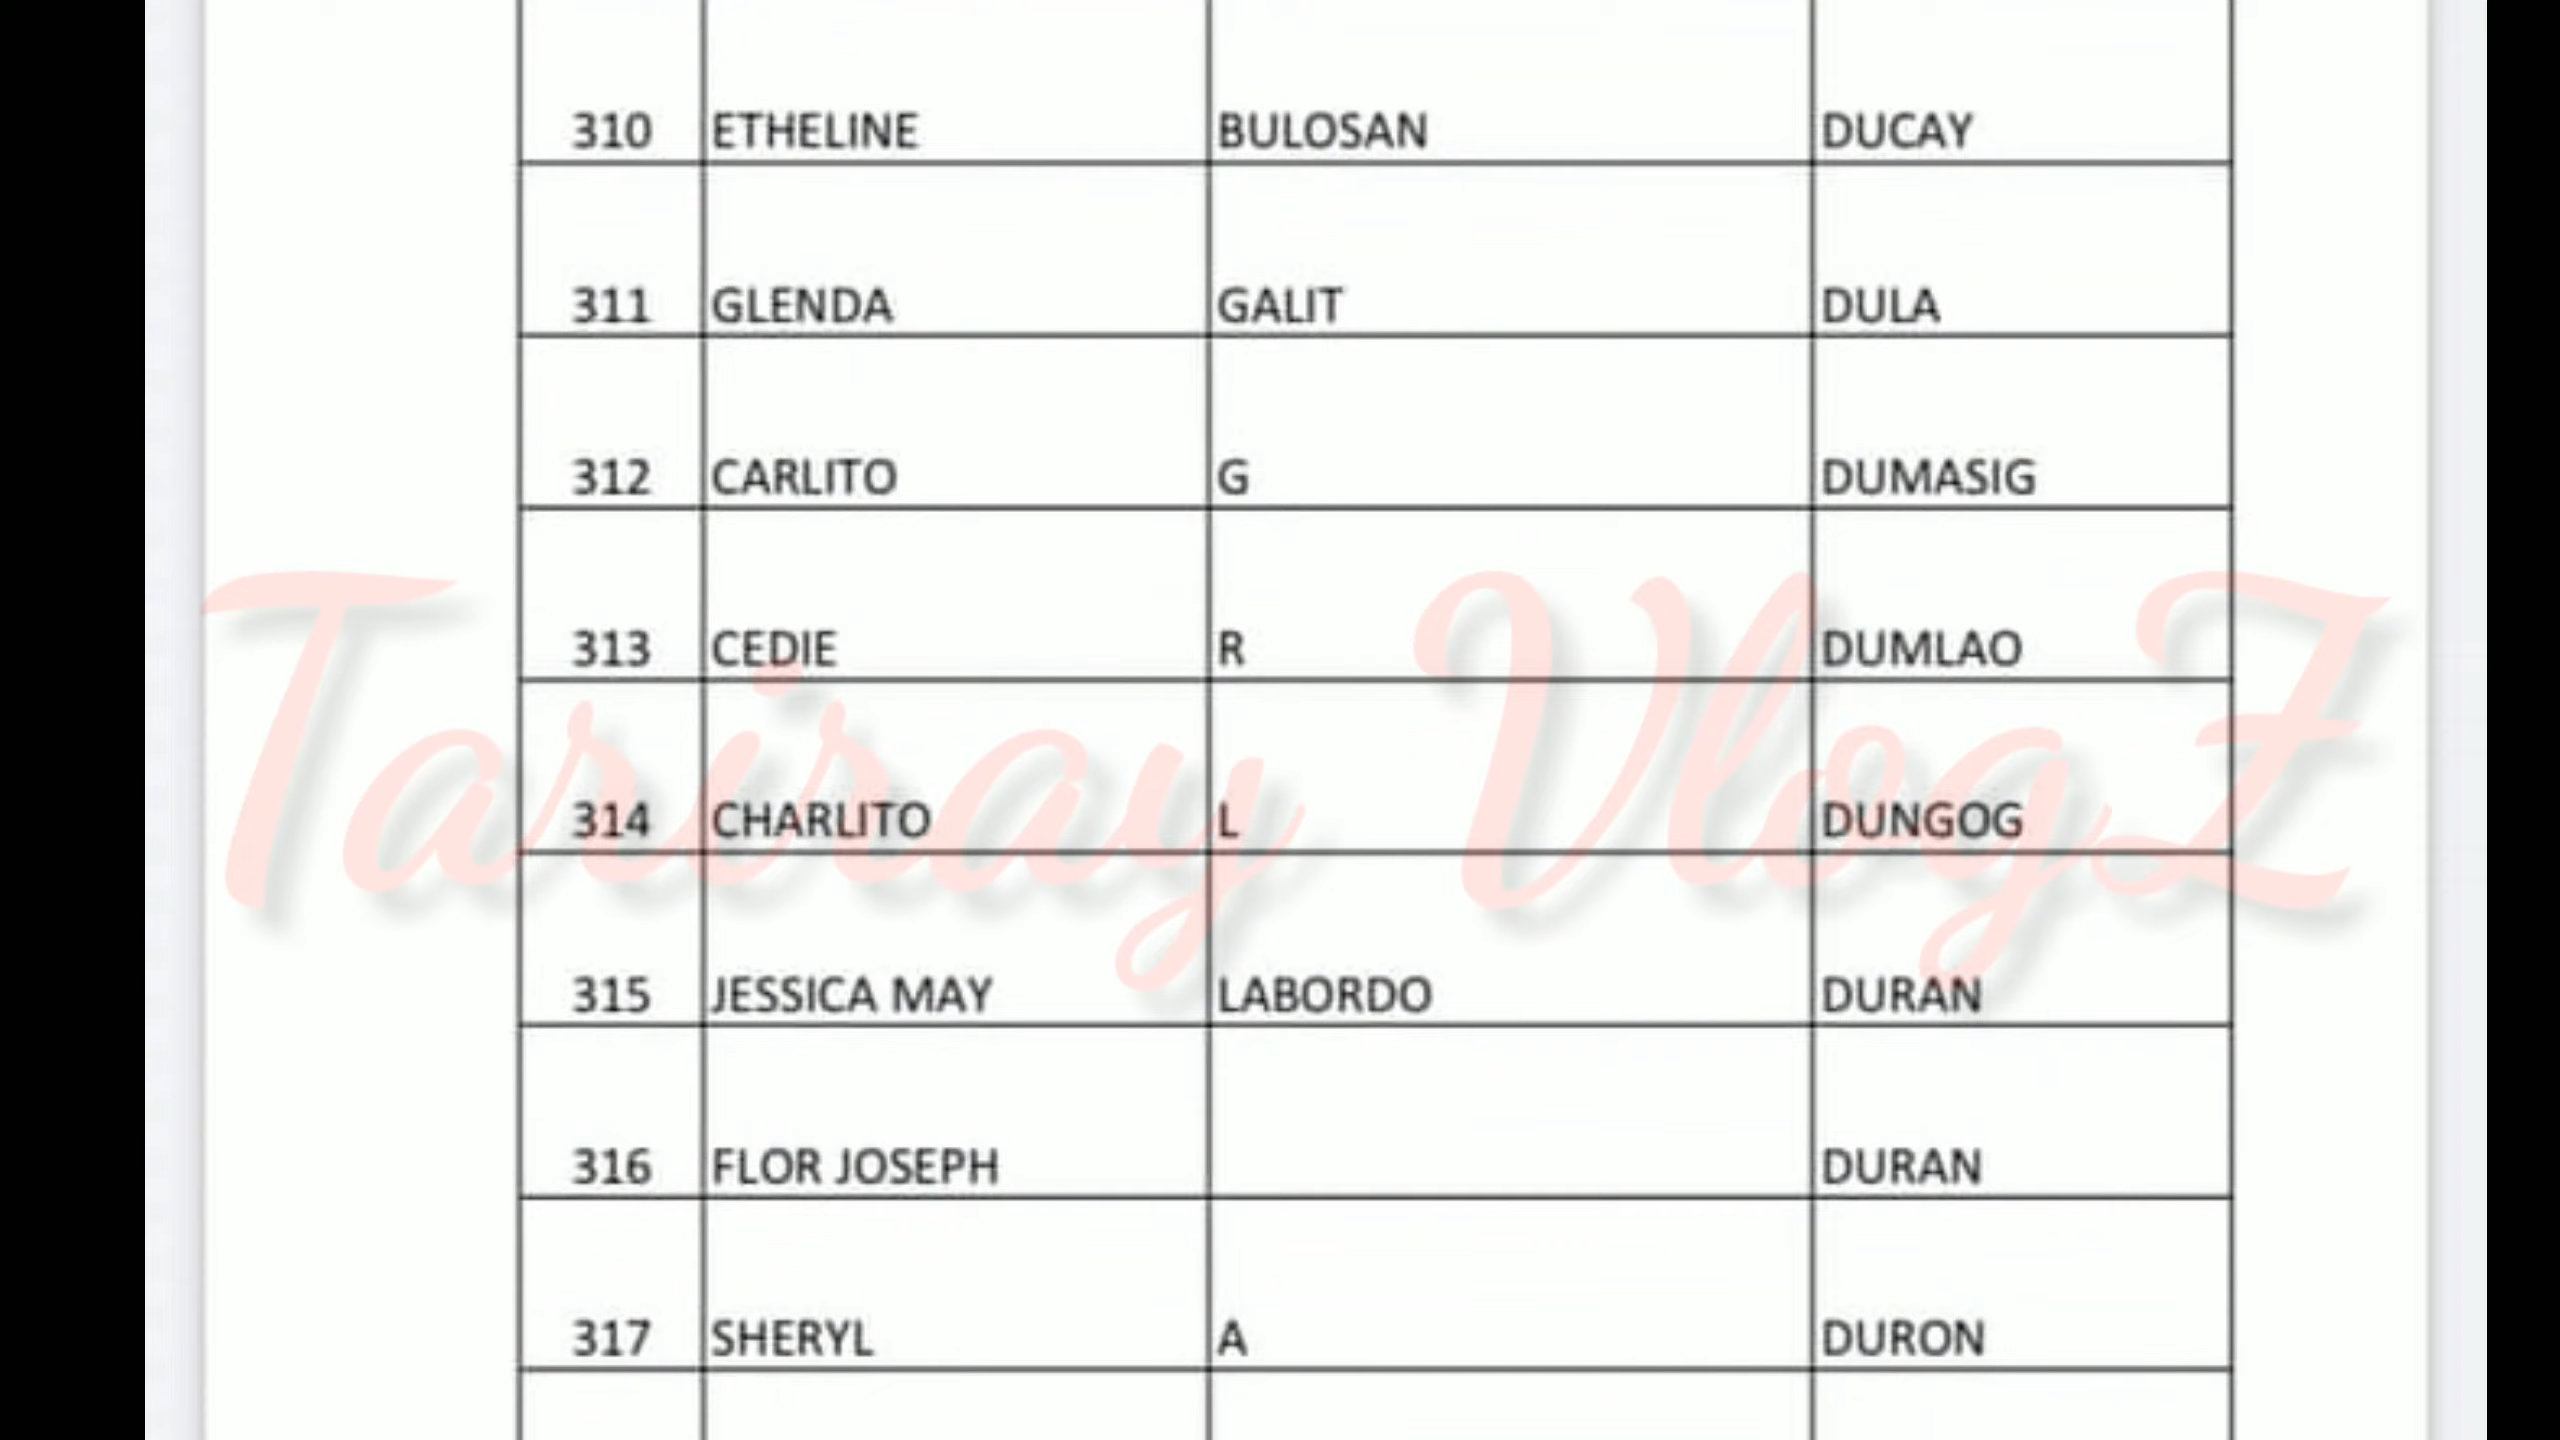 310 ETHELINE BULOSAN DUCAY
311 GLENDA GALIT DULA
312 CARLITO G DUMASIG
313 CEDIE R DUMLAO
Tariray VlogZ
314 CHARLITO L DUNGOG
315 JESSICA MAY LABORDO DURAN
316 FLOR JOSEPH DURAN
317 SHERYL A DURON